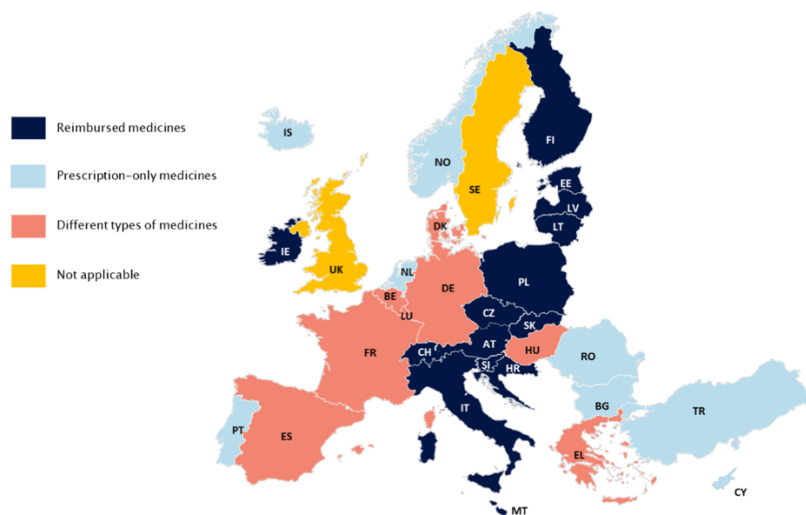 Reimbursed medicines
Prescription-only medicines
Different types of medicines
Not applicable
IS
FI
NO
SE
EE
LV
LT
DK
IE
UK
NL
BE
DE
PL
LU
CZ
SK
FR
CH
AT
HU
SI
HR
RO
IT
BG
TR
PT
ES
EL
CY
MT